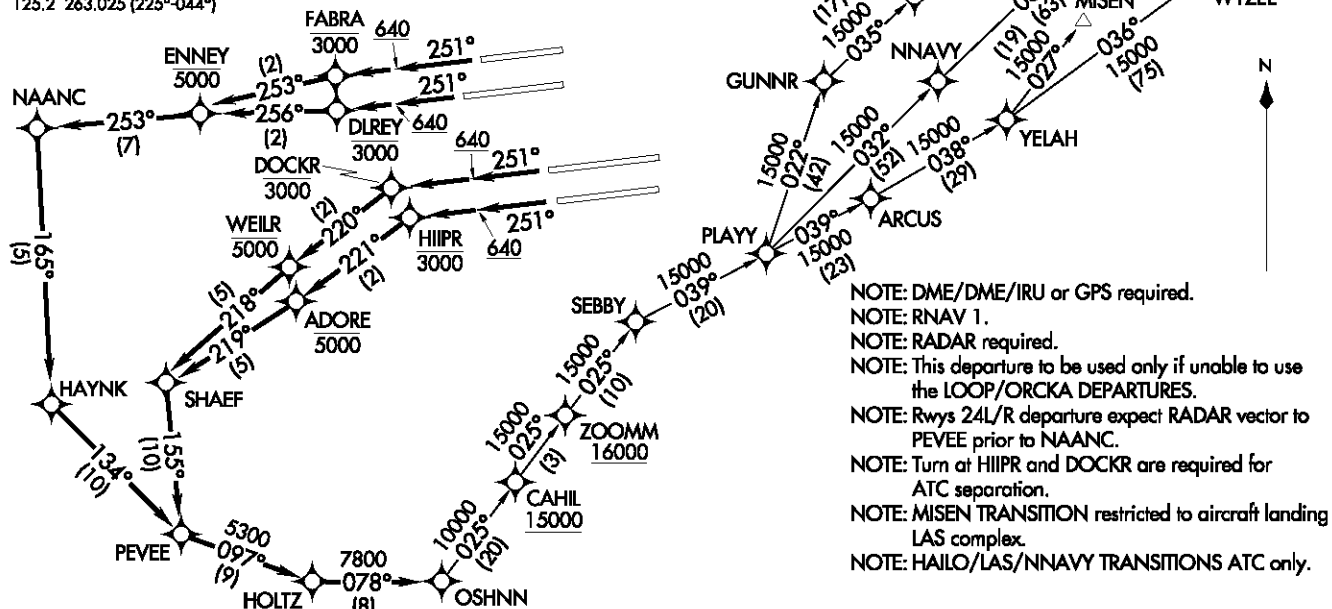 125.2 263.025 (225°-044°)
FABRA
3000
640
251°
ENNEY
5000
(2)
253°
251°
NAANC
253°
(7)
256°
(2)
DLREY
3000
640
DOCKR
3000
640
251°
(2)
220°
WEILR
5000
HIIPR
3000
640
251°
221°
(2)
165°
(5)
(5)
218°
219°
(5)
ADORE
5000
HAYNK
SHAEF
134°
(10)
155°
(10)
PEVEE
5300
097°
(9)
HOLTZ
7800
078°
(8)
OSHNN
10000
025°
(20)
CAHIL
15000
15000
025°
(3)
ZOOMM
16000
15000
025°
(10)
SEBBY
15000
039°
(20)
PLAYY
15000
022°
(42)
GUNNR
15000
035°
(17)
15000
032°
(52)
NNAVY
(63)
039°
15000
(23)
ARCUS
15000
038°
(29)
YELAH
(19)
15000
027°
MISEN
036°
15000
(75)
WYZEE
N
NOTE: DME/DME/IRU or GPS required.
NOTE: RNAV 1.
NOTE: RADAR required.
NOTE: This departure to be used only if unable to use
the LOOP/ORCKA DEPARTURES.
NOTE: Rwys 24L/R departure expect RADAR vector to
PEVEE prior to NAANC.
NOTE: Turn at HIIPR and DOCKR are required for
ATC separation.
NOTE: MISEN TRANSITION restricted to aircraft landing
LAS complex.
NOTE: HAILO/LAS/NNAVY TRANSITIONS ATC only.